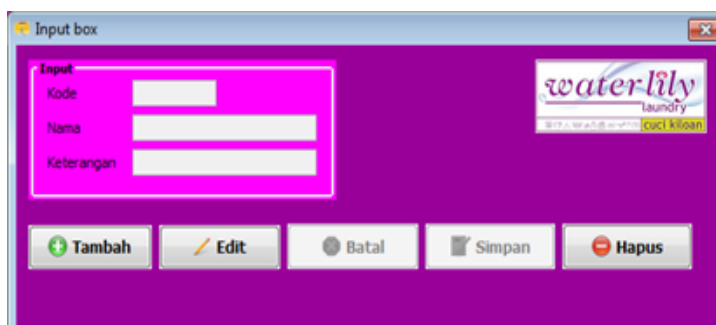 Input box
Input
Kode
Nama
Keterangan
waterlily
laundry
cuci kiloan
Tambah
Edit
Batal
Simpan
Hapus